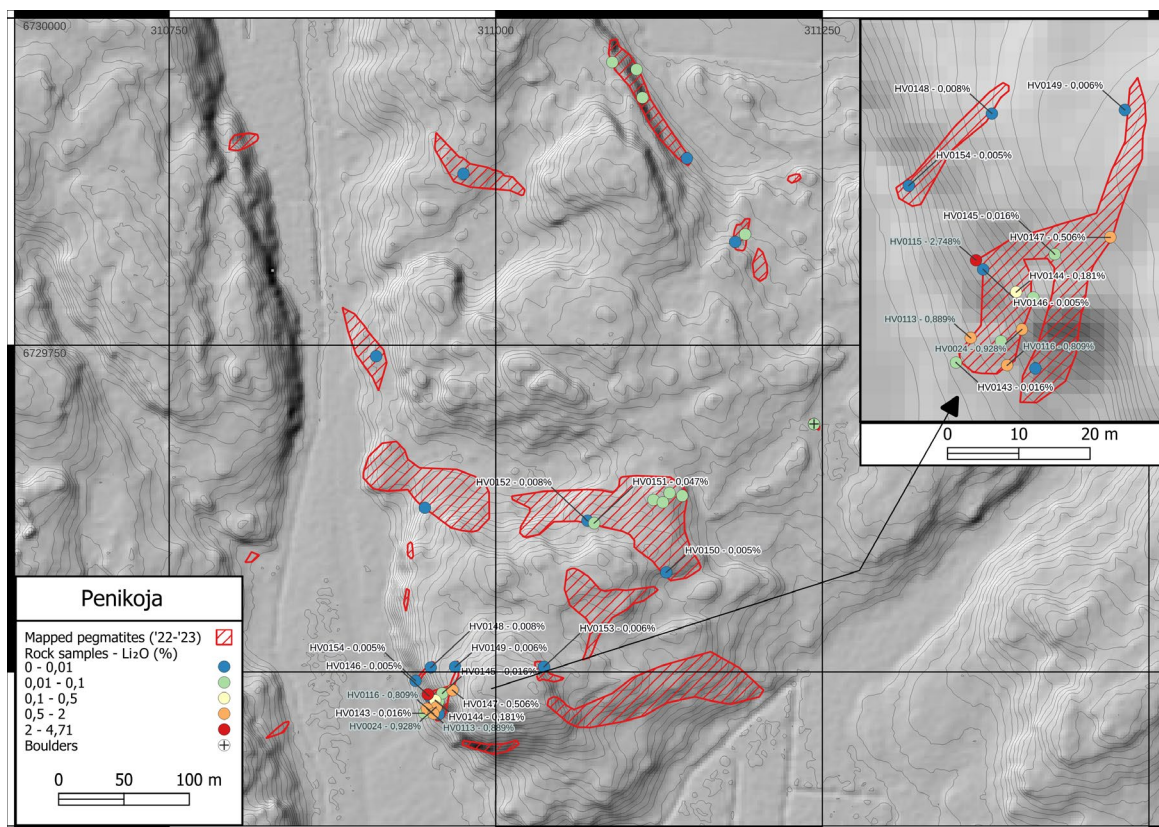 6730000
310750
311000
311250
HV0148 - 0,008%
HV0149 - 0,006%
HV0154 - 0,005%
HV0145 - 0,016%
HV0147 - 0,506%
HV0115 - 2,748%
HV0144 - 0,181%
HV0146 - 0,005%
HV0113 - 0,889%
HV0024 - 0,928%
HV0116 - 0,809%
HV0143 - 0,016%
0 10 20 m
6729750
HV0152 - 0,008%
HV0151 - 0,047%
HV0150 - 0,005%
HV0148 - 0,008%
HV0153 - 0,006%
HV0154 - 0,005%
HV0149 - 0,006%
HV0146 - 0,005%
HV0145 - 0,016%
HV0116 - 0,809%
HV0147 - 0,506%
HV0143 - 0,016%
HV0144 - 0,181%
HV0024 - 0,928%
HV0113 - 0,889%
Penikoja
Mapped pegmatites ('22-'23)
Rock samples - Li₂O (%)
0 - 0,01
0,01 - 0,1
0,1 - 0,5
0,5 - 2
2 - 4,71
Boulders
0 50 100 m